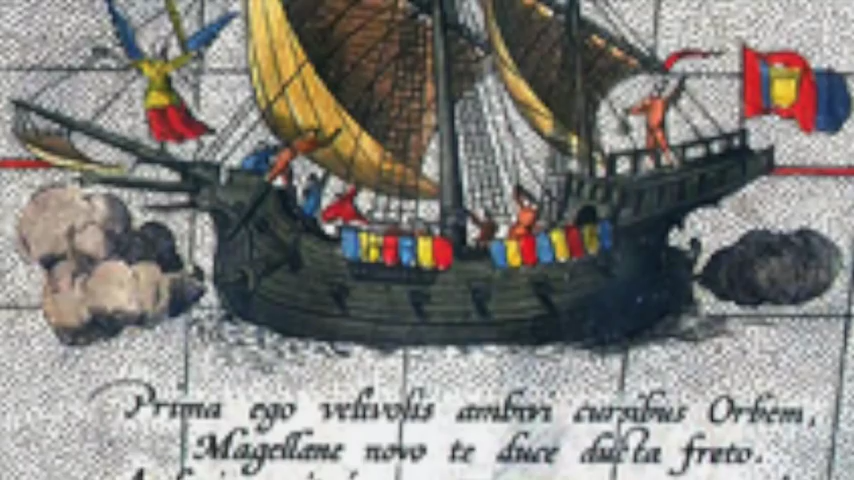 Prima ego velivolis ambivi cursibus Orbem,
Magellane novo te duce ducta freto.